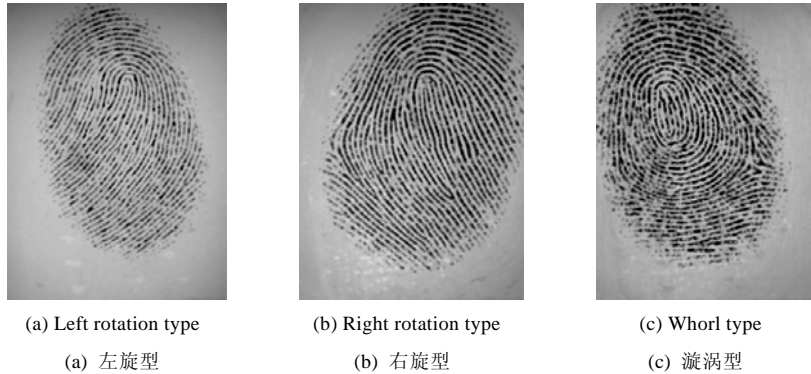 (a) Left rotation type
(b) Right rotation type
(c) Whorl type
(a) 左旋型
(b) 右旋型
(c) 漩涡型